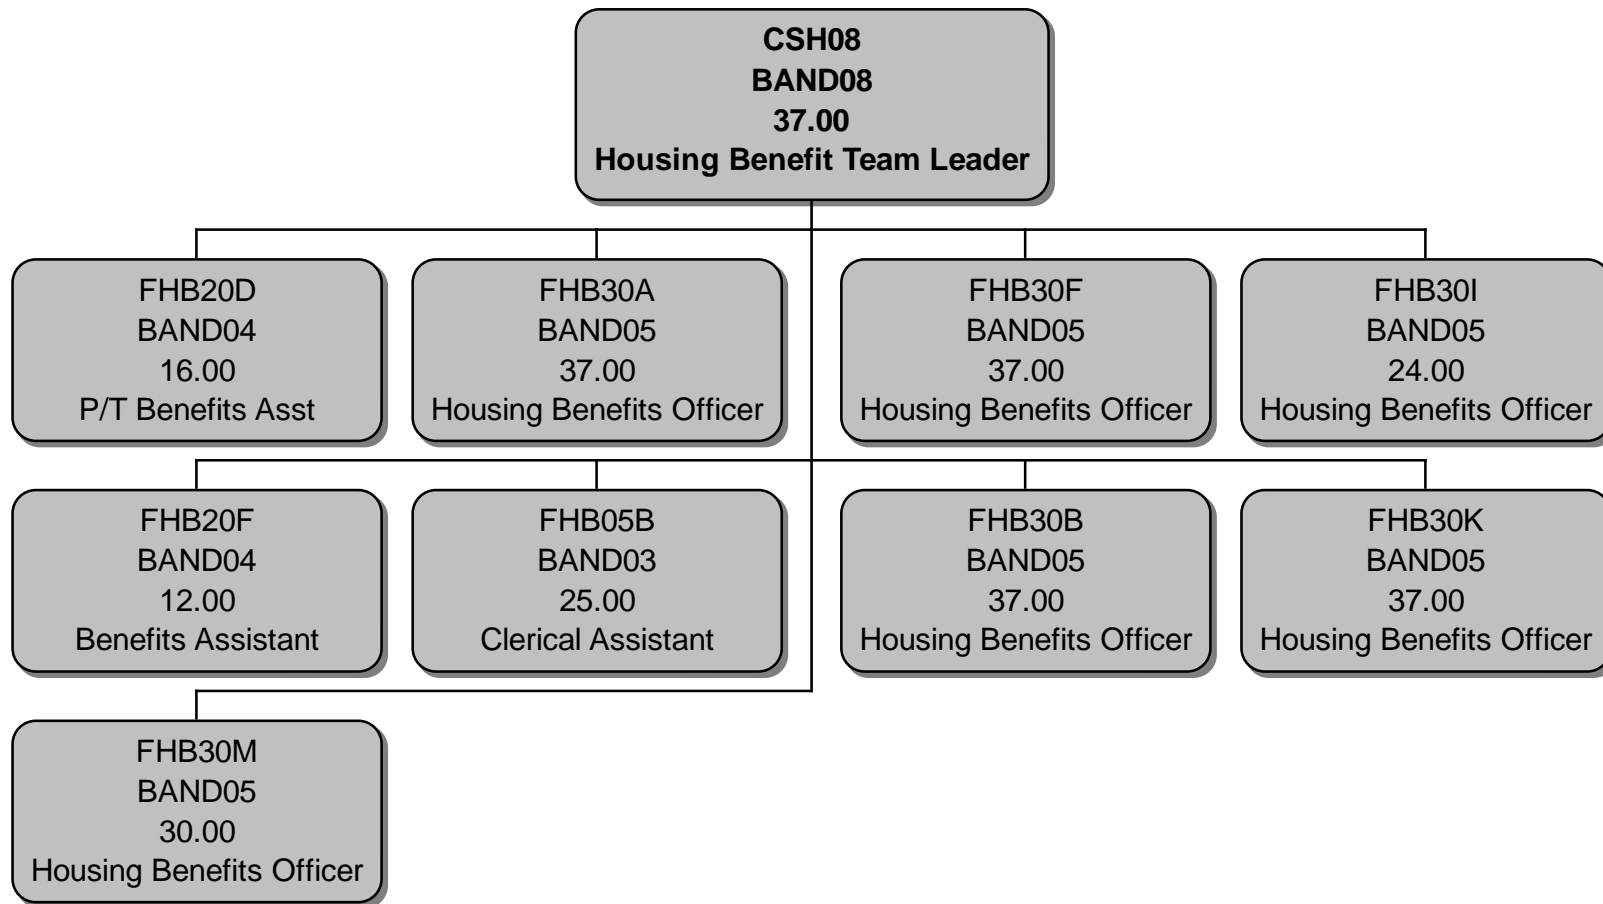 CSH08
BAND08
37.00
Housing Benefit Team Leader
FHB20D
BAND04
16.00
P/T Benefits Asst
FHB30A
BAND05
37.00
Housing Benefits Officer
FHB30F
BAND05
37.00
Housing Benefits Officer
FHB30I
BAND05
24.00
Housing Benefits Officer
FHB20F
BAND04
12.00
Benefits Assistant
FHB05B
BAND03
25.00
Clerical Assistant
FHB30B
BAND05
37.00
Housing Benefits Officer
FHB30K
BAND05
37.00
Housing Benefits Officer
FHB30M
BAND05
30.00
Housing Benefits Officer